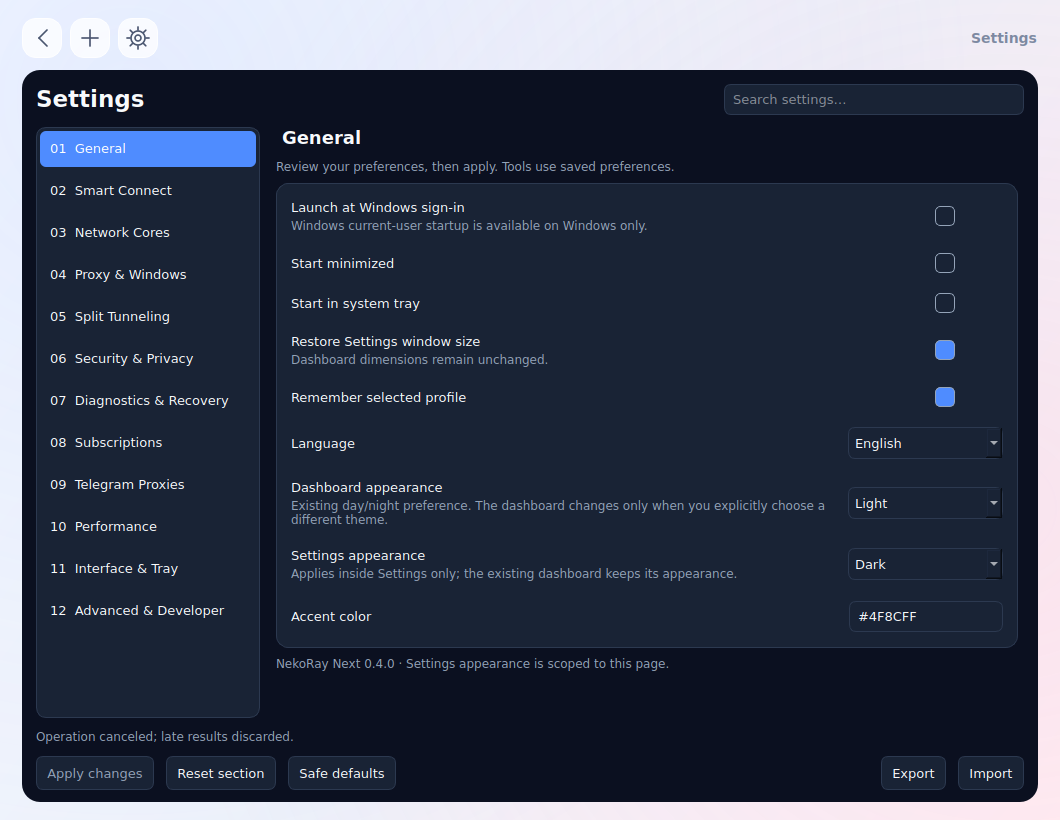 Settings
Settings
Search settings...
01 General
02 Smart Connect
03 Network Cores
04 Proxy & Windows
05 Split Tunneling
06 Security & Privacy
07 Diagnostics & Recovery
08 Subscriptions
09 Telegram Proxies
10 Performance
11 Interface & Tray
12 Advanced & Developer
General
Review your preferences, then apply. Tools use saved preferences.
Launch at Windows sign-in
Windows current-user startup is available on Windows only.
Start minimized
Start in system tray
Restore Settings window size
Dashboard dimensions remain unchanged.
Remember selected profile
Language
English
Dashboard appearance
Existing day/night preference. The dashboard changes only when you explicitly choose a
different theme.
Light
Settings appearance
Applies inside Settings only; the existing dashboard keeps its appearance.
Dark
Accent color
#4F8CFF
NekoRay Next 0.4.0 · Settings appearance is scoped to this page.
Operation canceled; late results discarded.
Apply changes
Reset section
Safe defaults
Export
Import